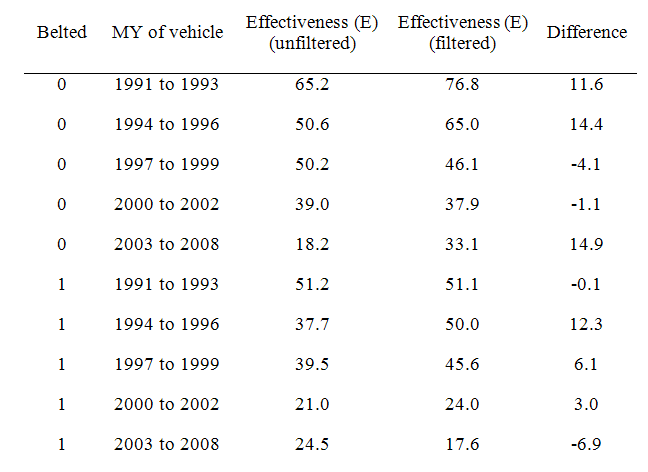 Belted MY of vehicle Effectiveness (E) (unfiltered) Effectiveness (E) (filtered) Difference
0 1991 to 1993 65.2 76.8 11.6
0 1994 to 1996 50.6 65.0 14.4
0 1997 to 1999 50.2 46.1 -4.1
0 2000 to 2002 39.0 37.9 -1.1
0 2003 to 2008 18.2 33.1 14.9
1 1991 to 1993 51.2 51.1 -0.1
1 1994 to 1996 37.7 50.0 12.3
1 1997 to 1999 39.5 45.6 6.1
1 2000 to 2002 21.0 24.0 3.0
1 2003 to 2008 24.5 17.6 -6.9